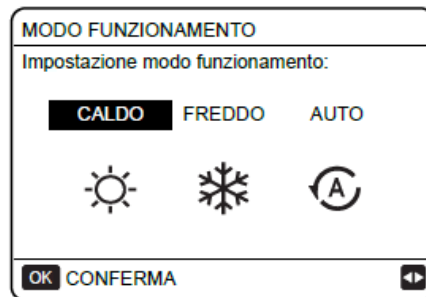 MODO FUNZIONAMENTO
Impostazione modo funzionamento:
CALDO FREDDO AUTO
A
OK CONFERMA